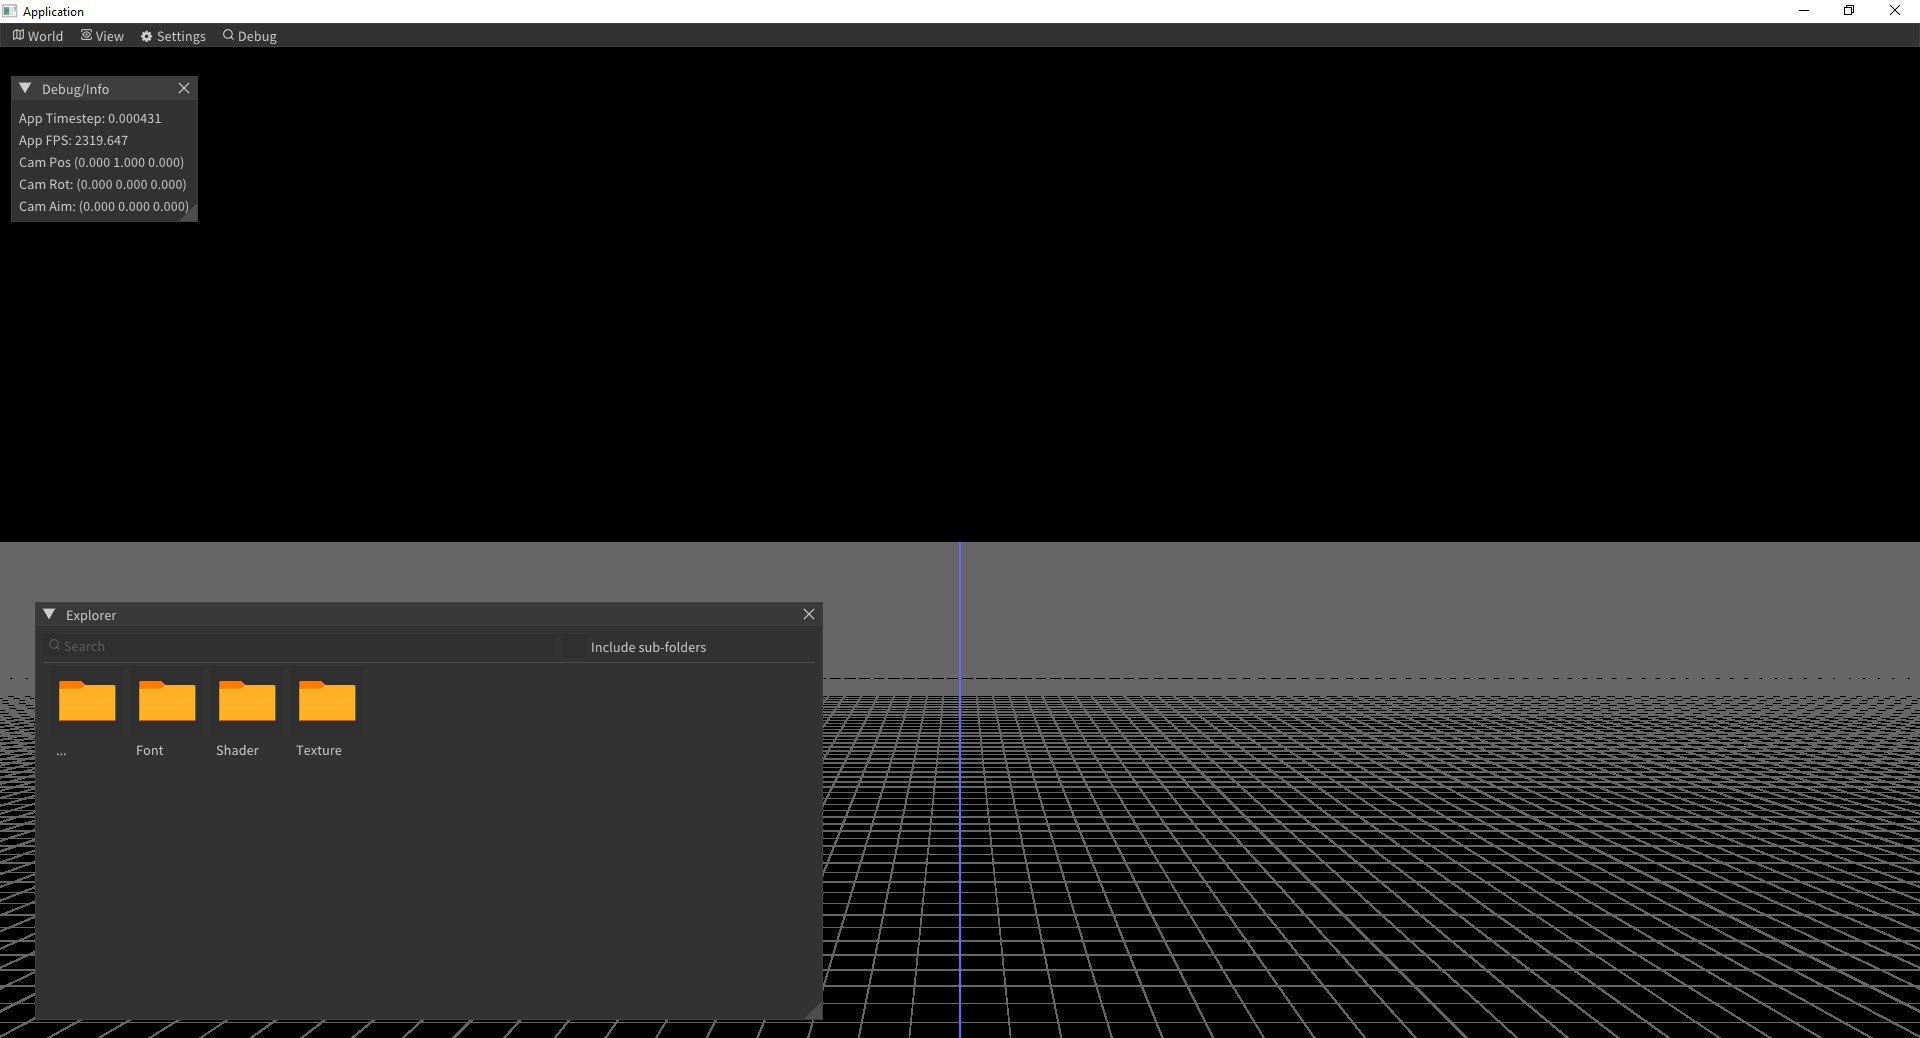 Application
World View Settings Debug
Debug/Info
App Timestep: 0.000431
App FPS: 2319.647
Cam Pos (0.000 1.000 0.000)
Cam Rot: (0.000 0.000 0.000)
Cam Aim: (0.000 0.000 0.000)
Explorer
Search Include sub-folders
... Font Shader Texture